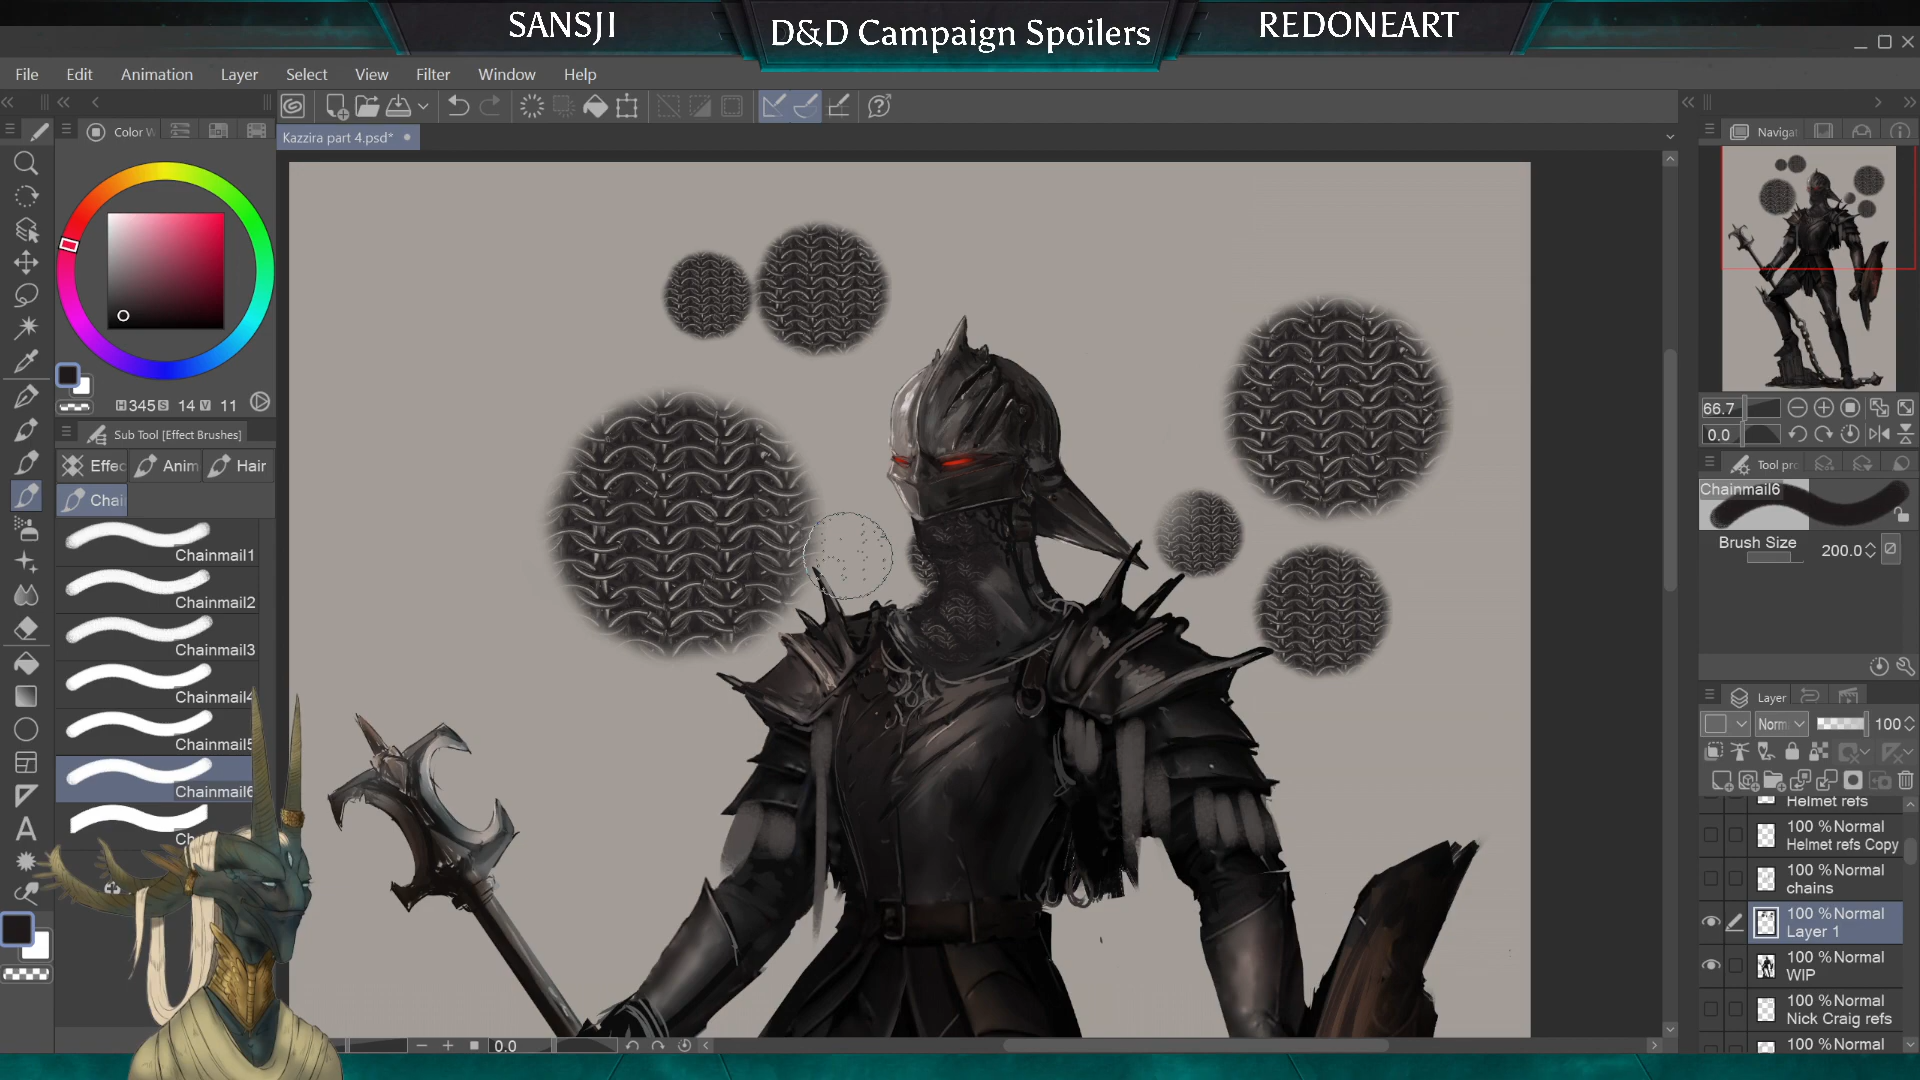 SANSJI
D&D Campaign Spoilers
REDONEART
File Edit Animation Layer Select View Filter Window Help
Kazzira part 4.psd*
Color W
Navigat
H 345 S 14 V 11
Sub Tool [Effect Brushes]
Effec Anim Hair
Chai
Chainmail1
Chainmail2
Chainmail3
Chainmail4
Chainmail5
Chainmail6
Ch
A
0.0
66.7
0.0
Tool pro
Chainmail6
Brush Size 200.0
Layer
Norm 100
Helmet refs
100 %Normal
Helmet refs Copy
100 %Normal
chains
100 %Normal
Layer 1
100 %Normal
WIP
100 %Normal
Nick Craig refs
100 %Normal